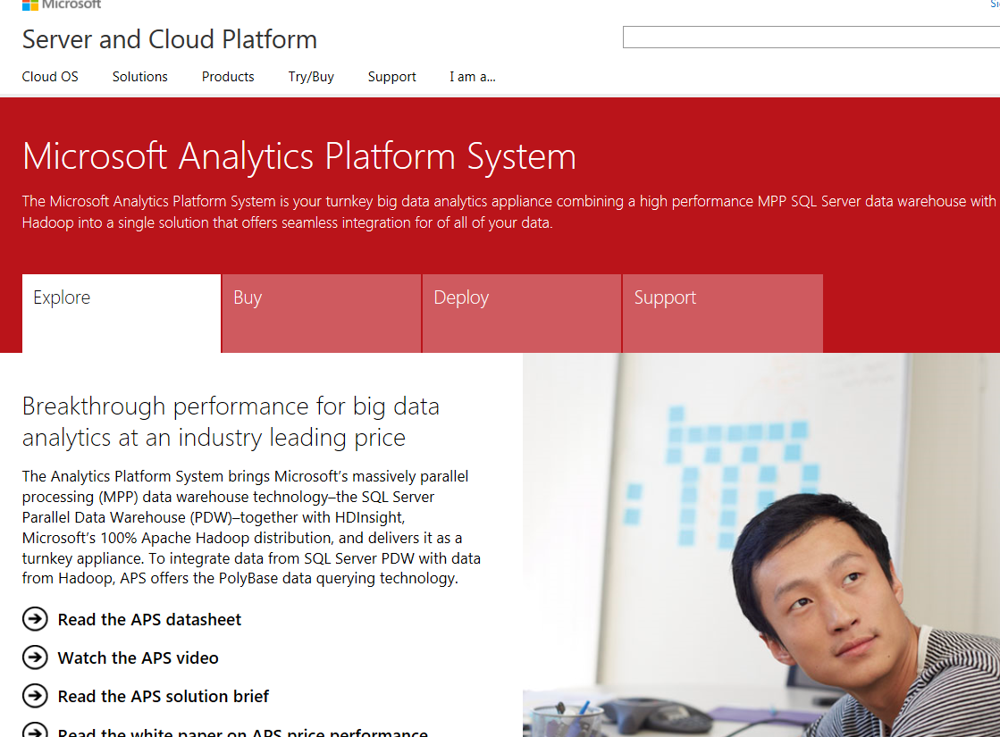 Microsoft
Server and Cloud Platform
Cloud OS Solutions Products Try/Buy Support I am a...
Microsoft Analytics Platform System
The Microsoft Analytics Platform System is your turnkey big data analytics appliance combining a high performance MPP SQL Server data warehouse with
Hadoop into a single solution that offers seamless integration for of all of your data.
Explore Buy Deploy Support
Breakthrough performance for big data
analytics at an industry leading price
The Analytics Platform System brings Microsoft’s massively parallel
processing (MPP) data warehouse technology–the SQL Server
Parallel Data Warehouse (PDW)–together with HDInsight,
Microsoft’s 100% Apache Hadoop distribution, and delivers it as a
turnkey appliance. To integrate data from SQL Server PDW with data
from Hadoop, APS offers the PolyBase data querying technology.
Read the APS datasheet
Watch the APS video
Read the APS solution brief
Read the white paper on APS price performance